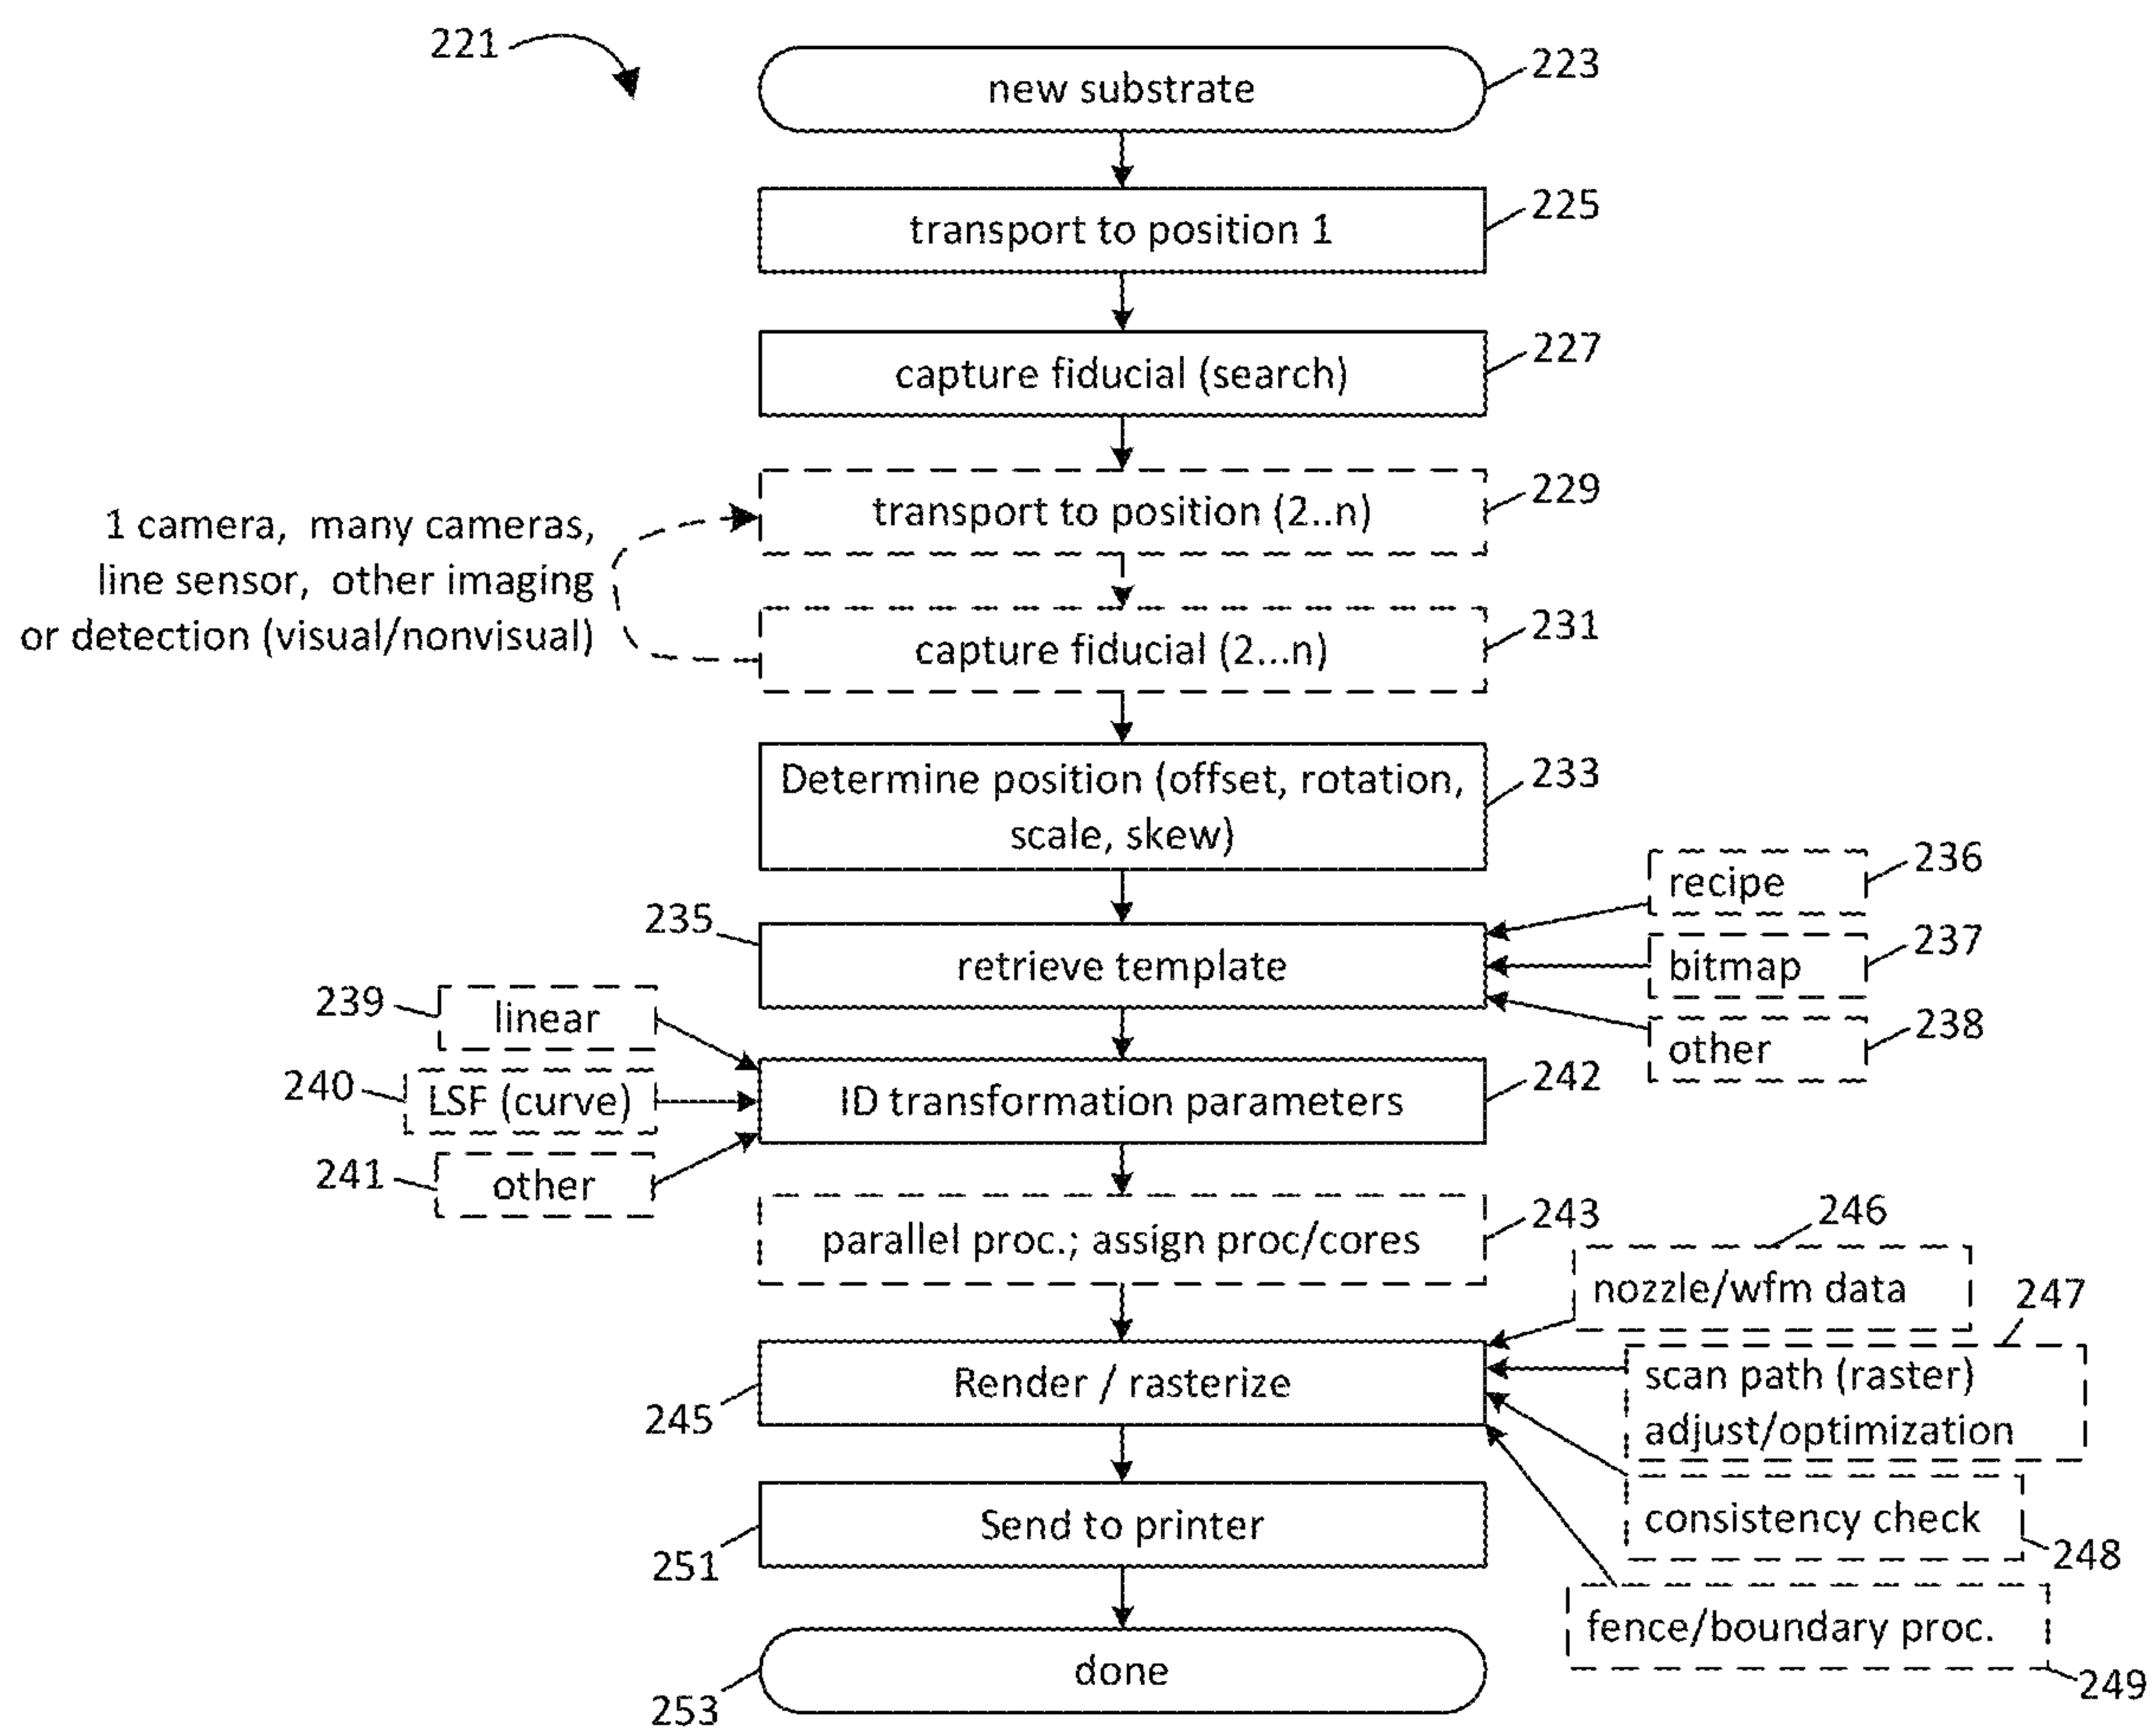 221
new substrate
223
transport to position 1
225
capture fiducial (search)
227
transport to position (2..n)
229
1 camera,  many cameras,
line sensor,  other imaging
or detection (visual/nonvisual)
capture fiducial (2...n)
231
Determine position (offset, rotation,
scale, skew)
233
recipe
236
235
retrieve template
bitmap
237
other
238
239
linear
240
LSF (curve)
241
other
ID transformation parameters
242
parallel proc.; assign proc/cores
243
246
nozzle/wfm data
247
Render / rasterize
245
scan path (raster)
adjust/optimization
consistency check
248
Send to printer
251
fence/boundary proc.
249
done
253